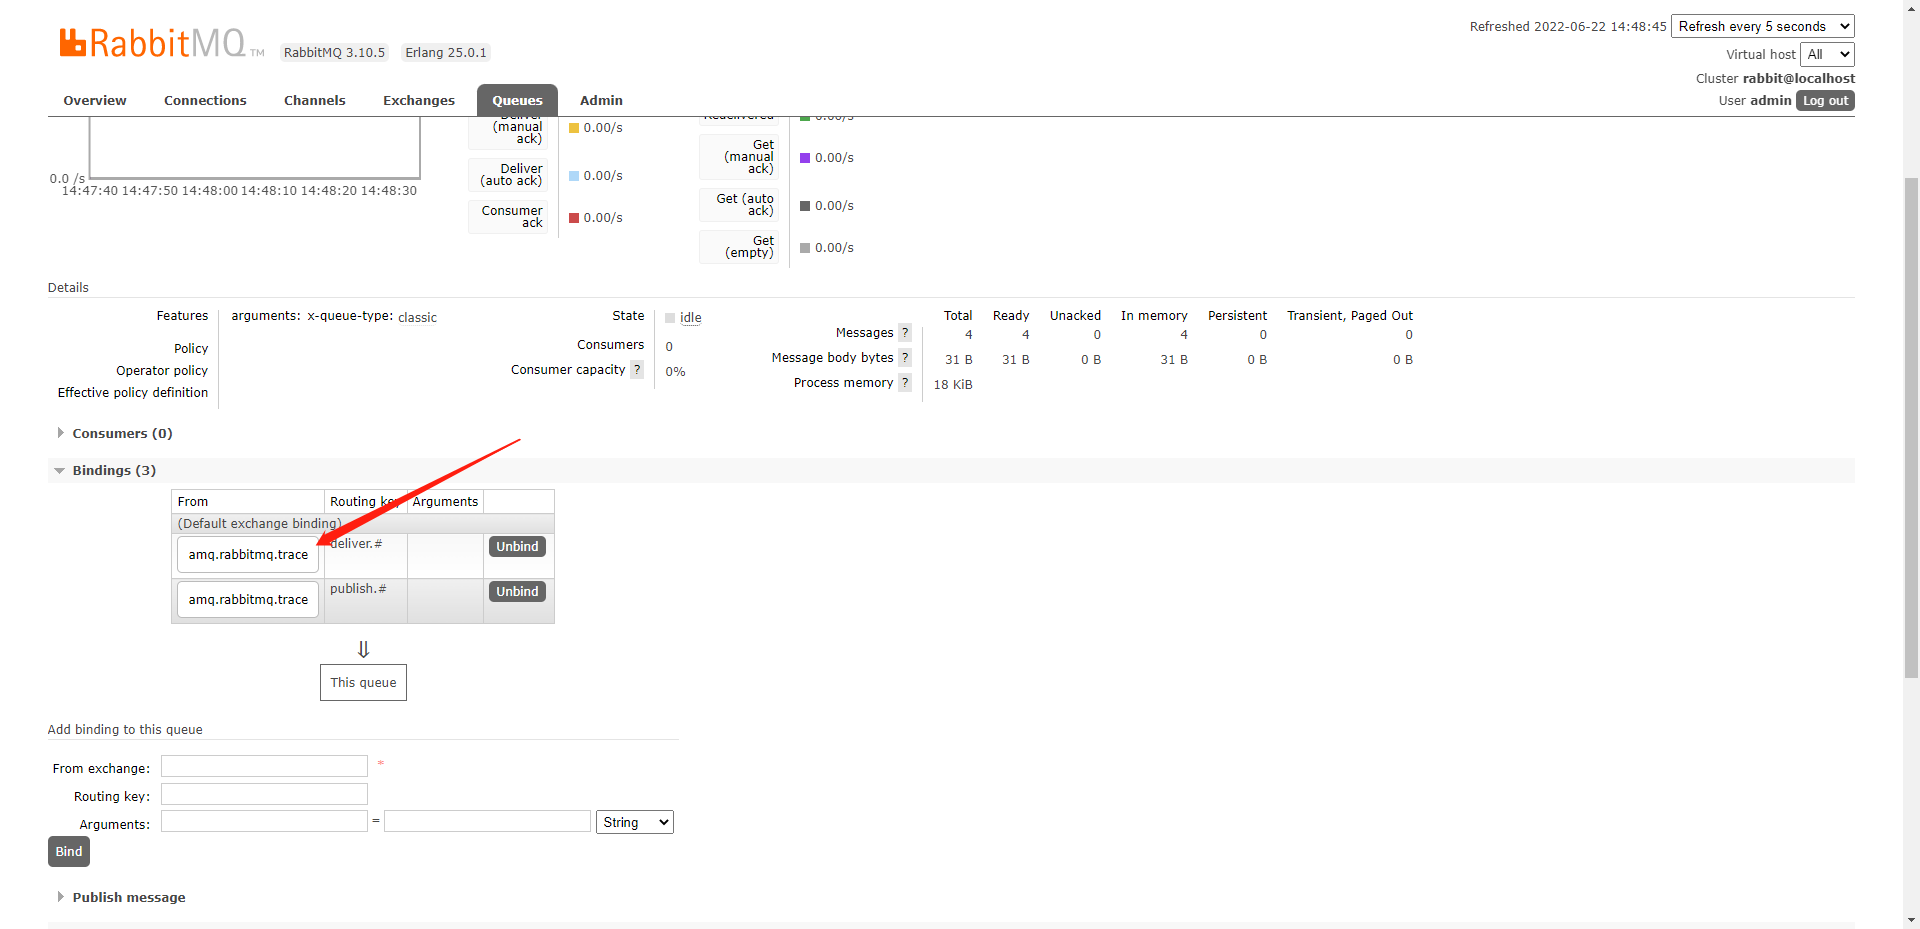 RabbitMQ TM RabbitMQ 3.10.5 Erlang 25.0.1
Refreshed 2022-06-22 14:48:45 Refresh every 5 seconds
Virtual host All
Cluster rabbit@localhost
User admin Log out
Overview Connections Channels Exchanges Queues Admin
0.0 /s
14:47:40 14:47:50 14:48:00 14:48:10 14:48:20 14:48:30
Deliver
(manual
ack)
0.00/s
Deliver
(auto ack)
0.00/s
Consumer
ack
0.00/s
Redelivered
0.00/s
Get
(manual
ack)
0.00/s
Get (auto
ack)
0.00/s
Get
(empty)
0.00/s
Details
Features arguments: x-queue-type: classic
Policy
Operator policy
Effective policy definition
State idle
Consumers 0
Consumer capacity ? 0%
Total Ready Unacked In memory Persistent Transient, Paged Out
Messages ? 4 4 0 4 0 0
Message body bytes ? 31 B 31 B 0 B 31 B 0 B 0 B
Process memory ? 18 KiB
Consumers (0)
Bindings (3)
From Routing key Arguments
(Default exchange binding)
amq.rabbitmq.trace deliver.# Unbind
amq.rabbitmq.trace publish.# Unbind
⇓
This queue
Add binding to this queue
From exchange: *
Routing key:
Arguments: = String
Bind
Publish message